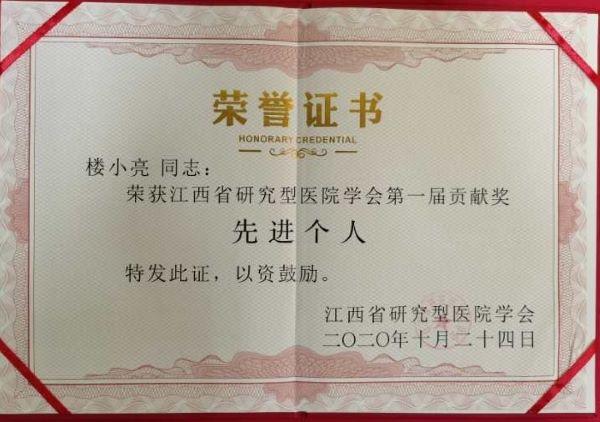 荣誉证书
HONORARY CREDENTIAL
楼小亮 同志：
荣获江西省研究型医院学会第一届贡献奖
先进个人
特发此证，以资鼓励。
江西省研究型医院学会
二〇二〇年十月二十四日